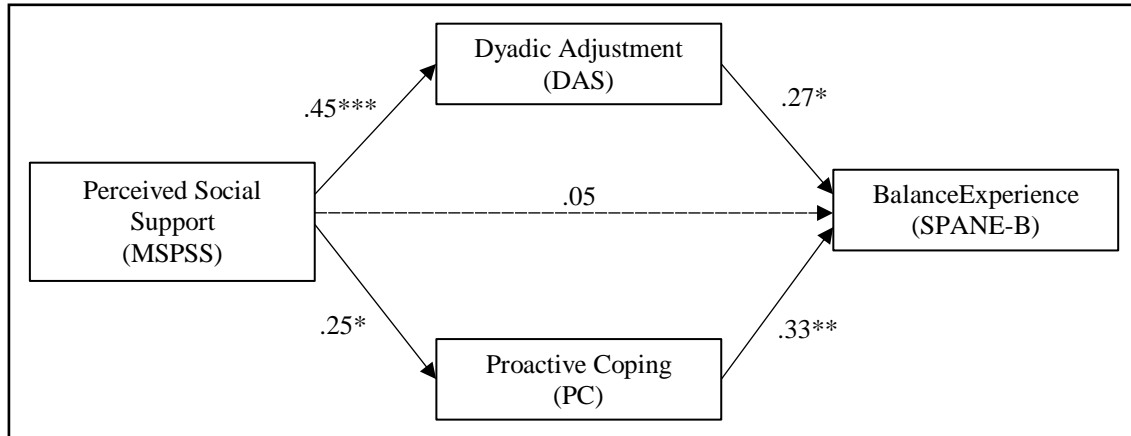 Dyadic Adjustment
(DAS)
.45***
.27*
Perceived Social
Support
(MSPSS)
.05
BalanceExperience
(SPANE-B)
.25*
.33**
Proactive Coping
(PC)